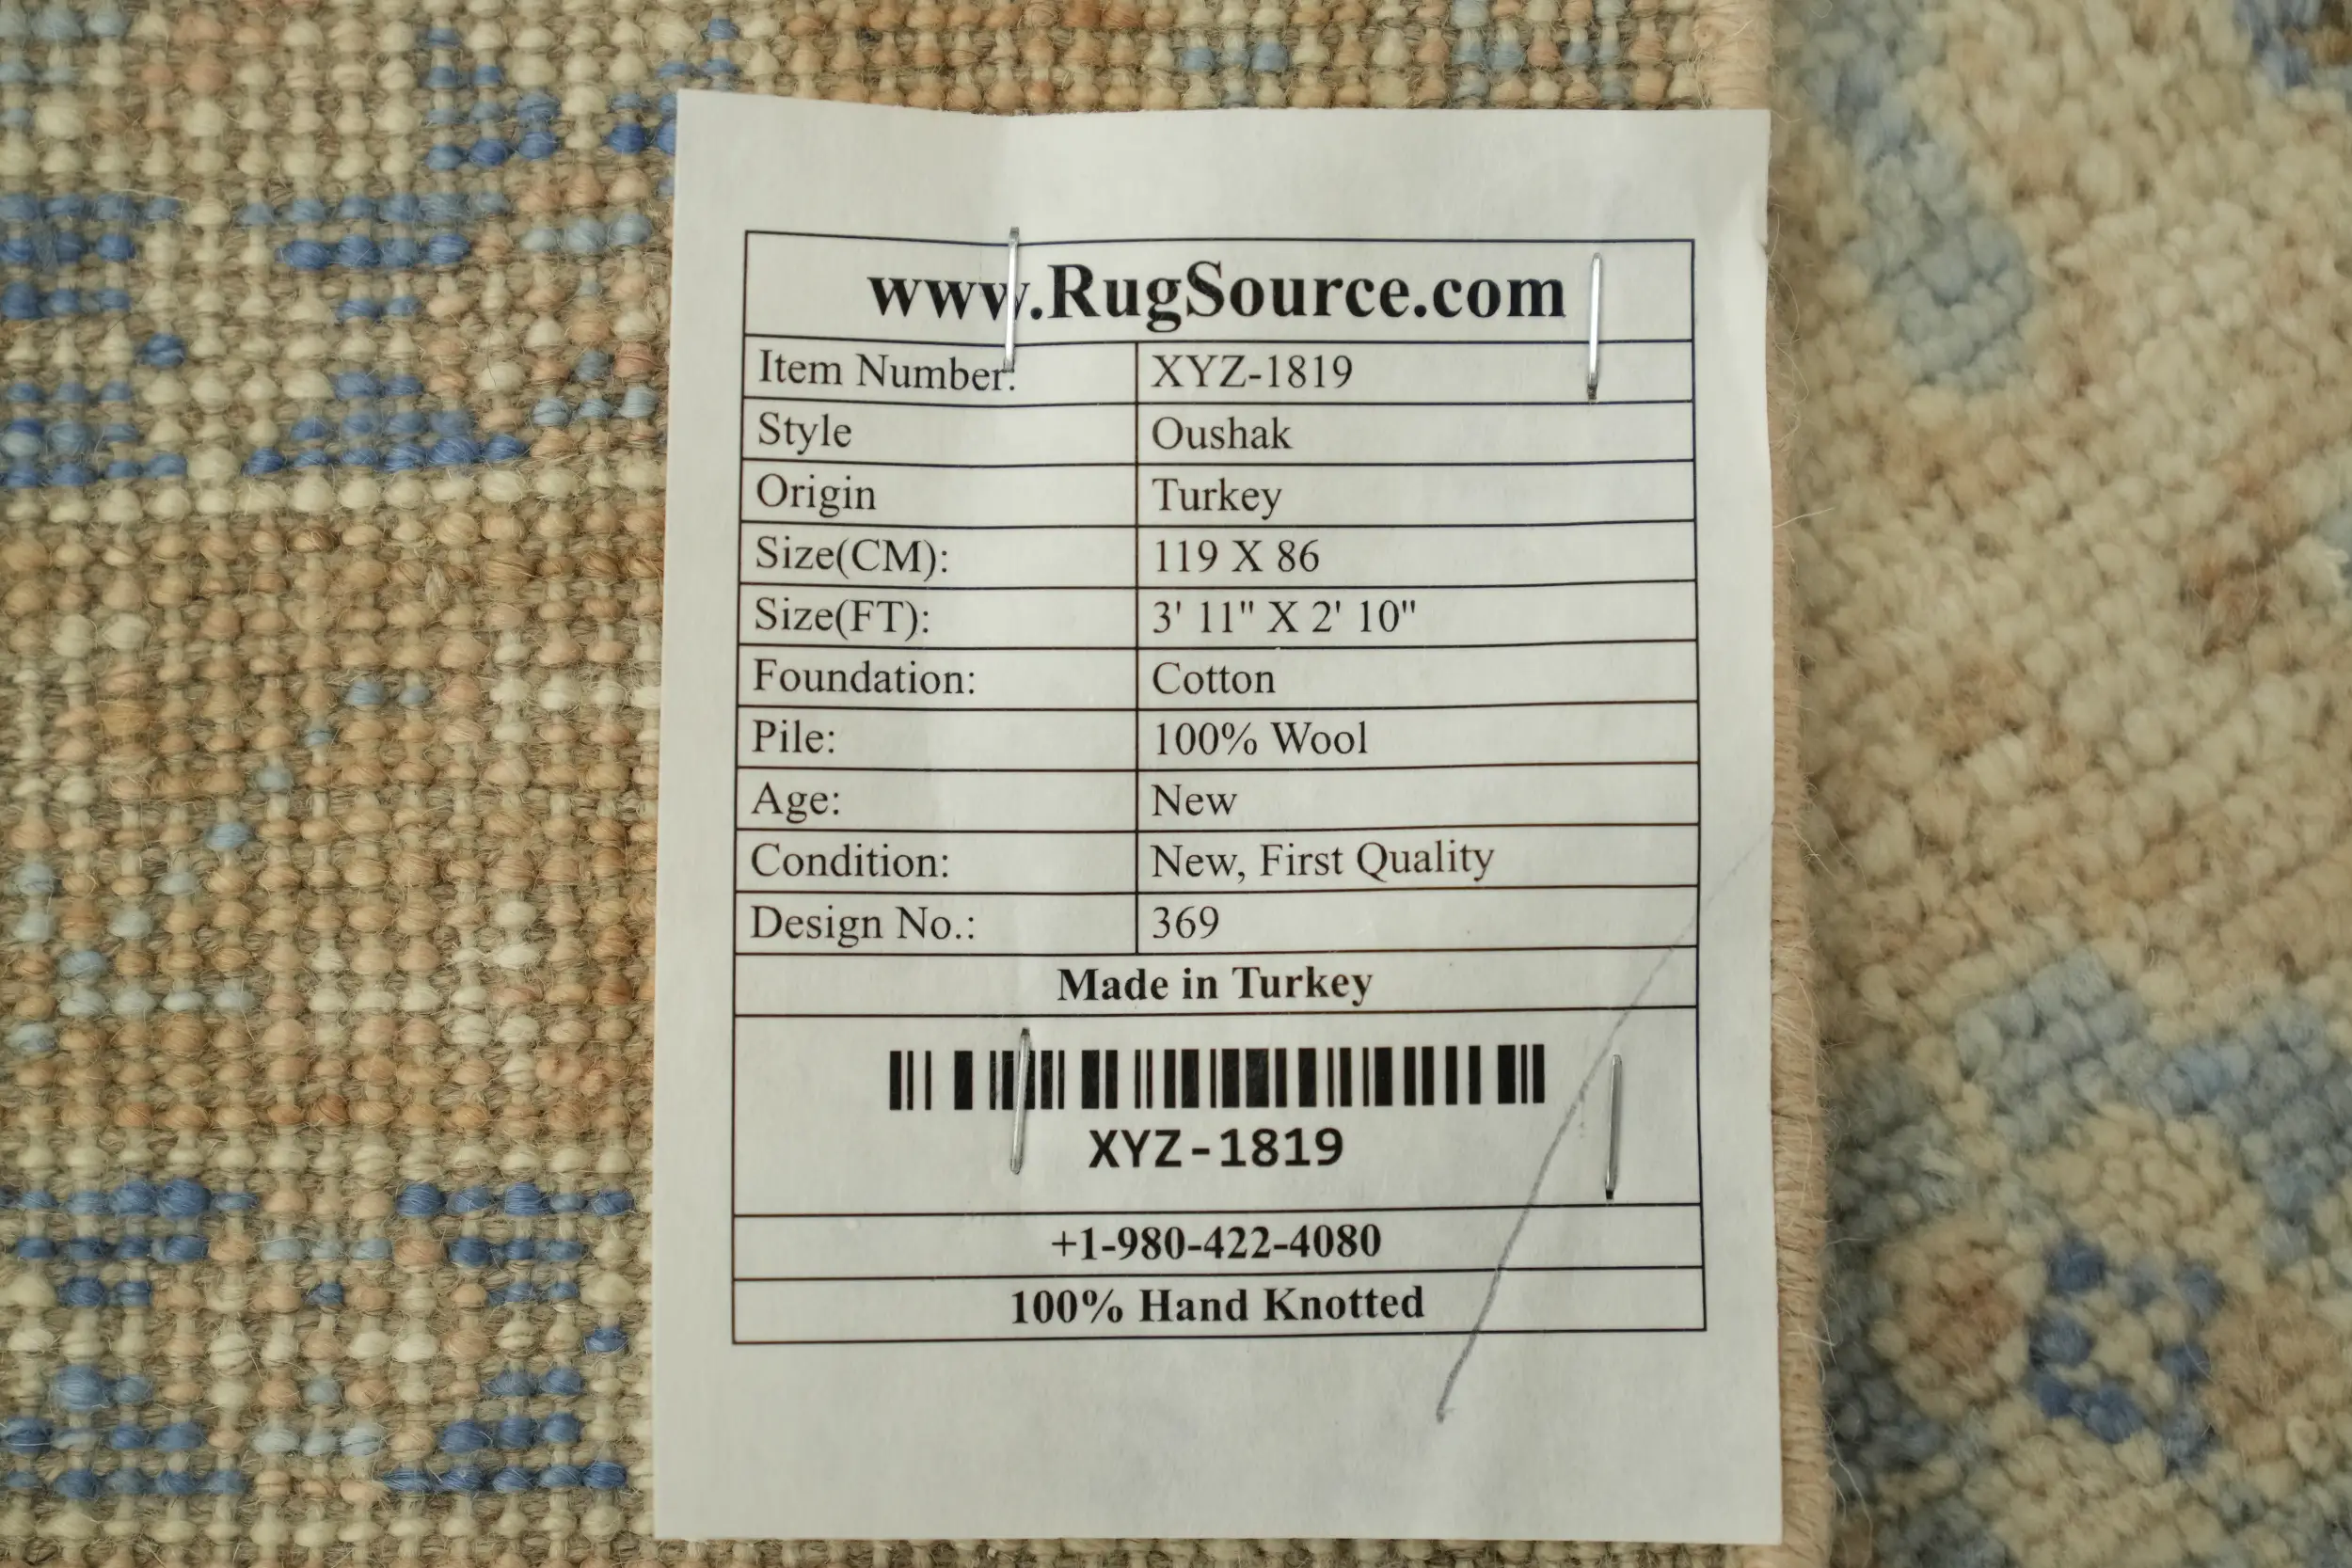 www.RugSource.com
Item Number: XYZ-1819
Style Oushak
Origin Turkey
Size(CM): 119 X 86
Size(FT): 3' 11" X 2' 10"
Foundation: Cotton
Pile: 100% Wool
Age: New
Condition: New, First Quality
Design No.: 369
Made in Turkey
XYZ-1819
+1-980-422-4080
100% Hand Knotted